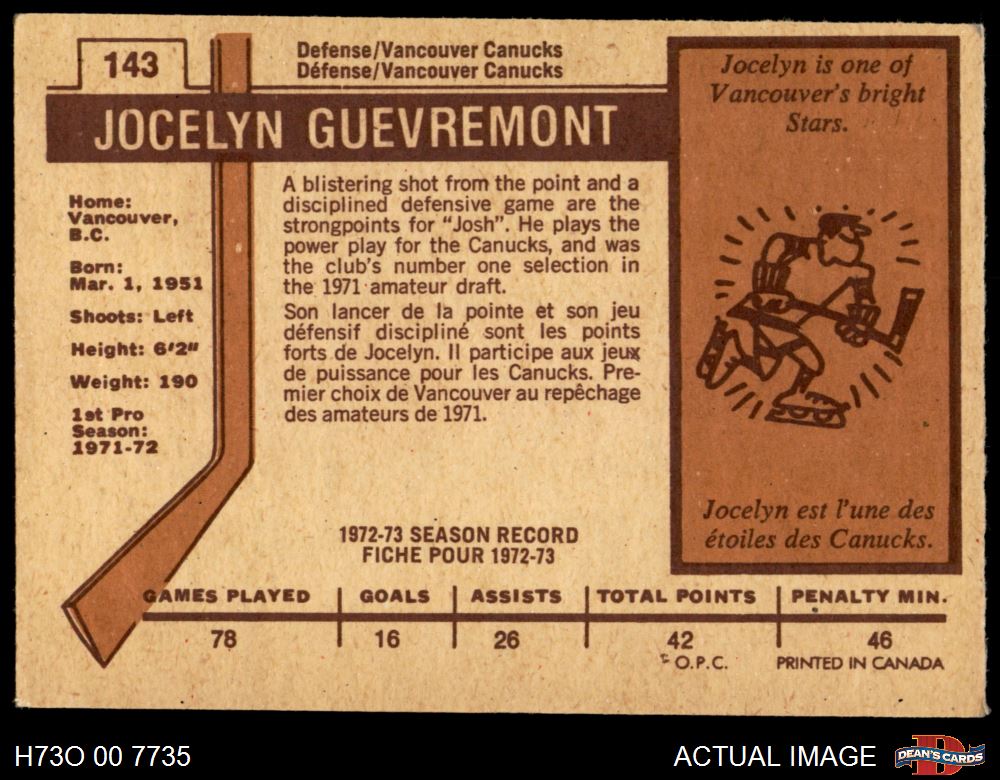 143
Defense/Vancouver Canucks
Défense/Vancouver Canucks
JOCELYN GUEVREMONT
Home:
Vancouver,
B.C.
Born:
Mar. 1, 1951
Shoots: Left
Height: 6'2"
Weight: 190
1st Pro
Season:
1971-72
A blistering shot from the point and a
disciplined defensive game are the
strongpoints for "Josh". He plays the
power play for the Canucks, and was
the club's number one selection in
the 1971 amateur draft.
Son lancer de la pointe et son jeu
défensif discipliné sont les points
forts de Jocelyn. Il participe aux jeux
de puissance pour les Canucks. Pre-
mier choix de Vancouver au repêchage
des amateurs de 1971.
Jocelyn is one of
Vancouver's bright
Stars.
Jocelyn est l'une des
étoiles des Canucks.
1972-73 SEASON RECORD
FICHE POUR 1972-73
GAMES PLAYED GOALS ASSISTS TOTAL POINTS PENALTY MIN.
78 16 26 42 46
O.P.C. PRINTED IN CANADA
H73O 00 7735
ACTUAL IMAGE
DEAN'S CARDS